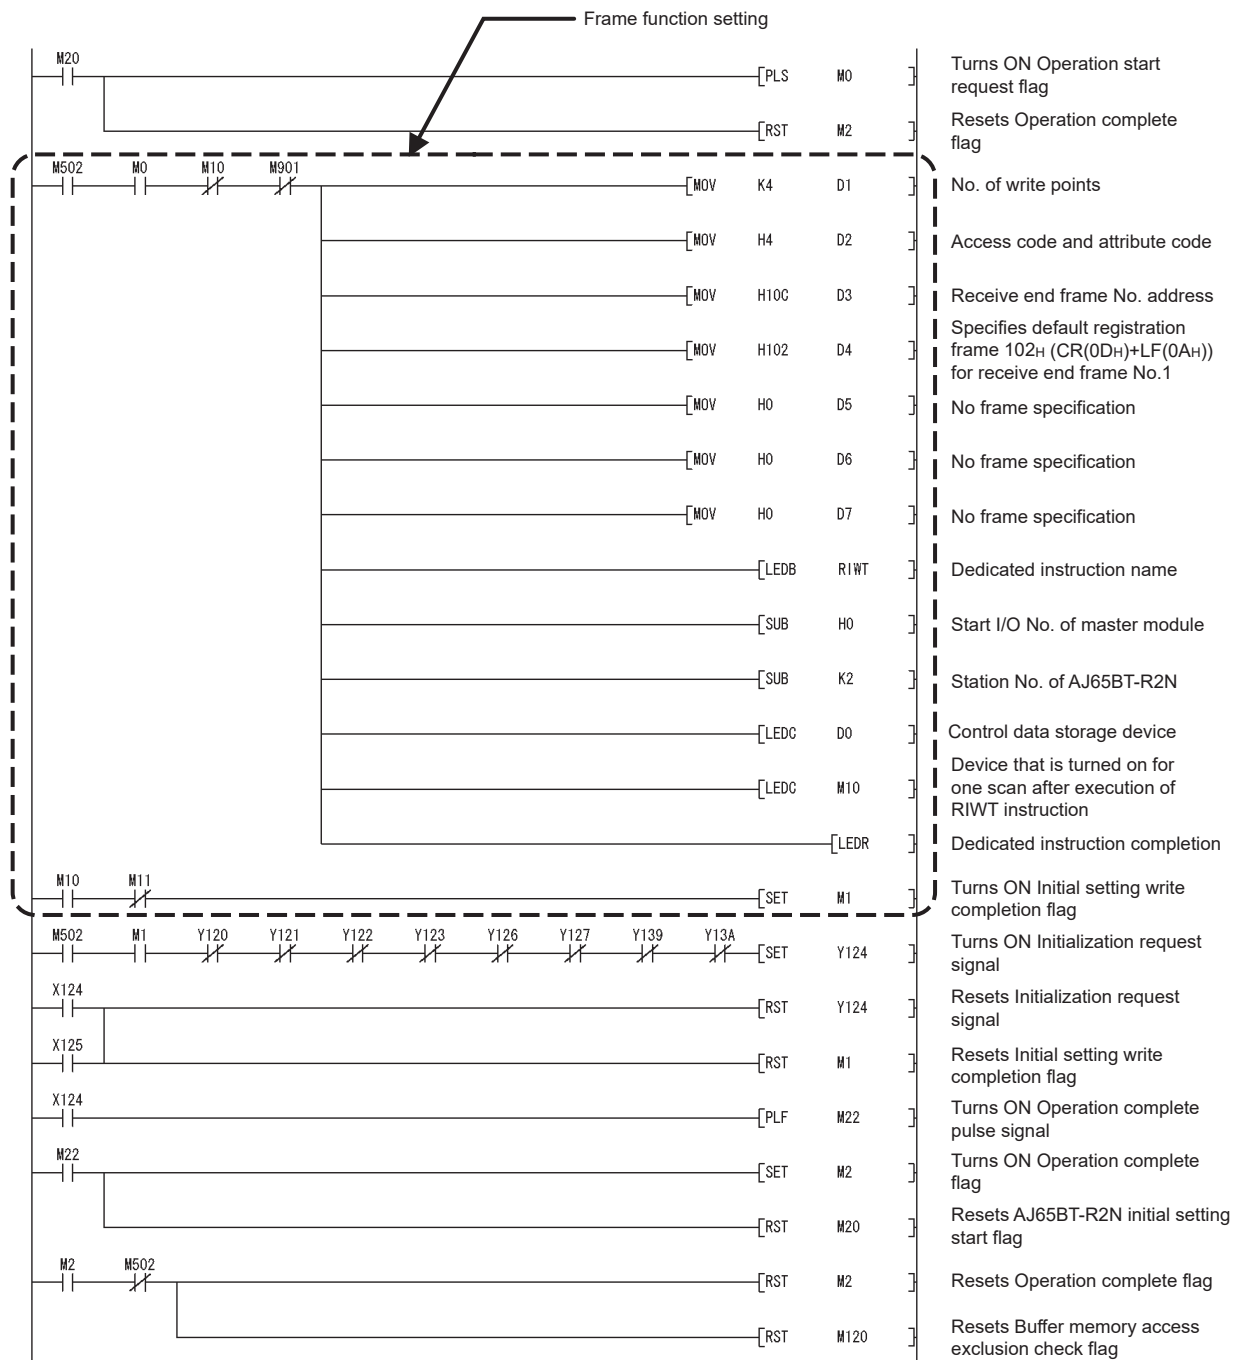 Frame function setting
M20
[PLS M0 ]
Turns ON Operation start
request flag
[RST M2 ]
Resets Operation complete
flag
M502 M0 M10 M901
[MOV K4 D1 ]
No. of write points
[MOV H4 D2 ]
Access code and attribute code
[MOV H10C D3 ]
Receive end frame No. address
[MOV H102 D4 ]
Specifies default registration
frame 102H (CR(0DH)+LF(0AH))
for receive end frame No.1
[MOV H0 D5 ]
No frame specification
[MOV H0 D6 ]
No frame specification
[MOV H0 D7 ]
No frame specification
[LEDB RIWT ]
Dedicated instruction name
[SUB H0 ]
Start I/O No. of master module
[SUB K2 ]
Station No. of AJ65BT-R2N
[LEDC D0 ]
Control data storage device
[LEDC M10 ]
Device that is turned on for
one scan after execution of
RIWT instruction
[LEDR ]
Dedicated instruction completion
M10 M11
[SET M1 ]
Turns ON Initial setting write
completion flag
M502 M1 Y120 Y121 Y122 Y123 Y126 Y127 Y139 Y13A
[SET Y124 ]
Turns ON Initialization request
signal
X124
[RST Y124 ]
Resets Initialization request
signal
X125
[RST M1 ]
Resets Initial setting write
completion flag
X124
[PLF M22 ]
Turns ON Operation complete
pulse signal
M22
[SET M2 ]
Turns ON Operation complete
flag
[RST M20 ]
Resets AJ65BT-R2N initial setting
start flag
M2 M502
[RST M2 ]
Resets Operation complete flag
[RST M120 ]
Resets Buffer memory access
exclusion check flag